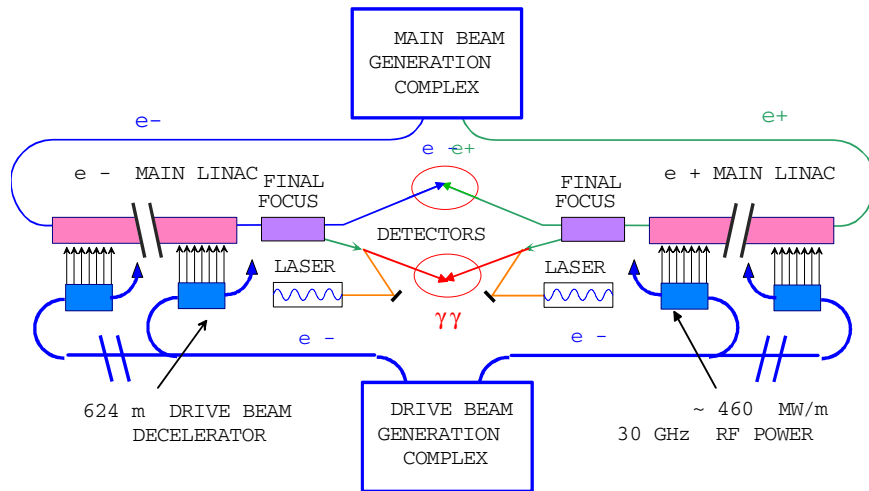 MAIN BEAM
GENERATION
COMPLEX
e-
e+
e - e+
e - MAIN LINAC
FINAL
FOCUS
FINAL
FOCUS
e + MAIN LINAC
DETECTORS
LASER
LASER
γγ
e -
e -
624 m DRIVE BEAM
DECELERATOR
DRIVE BEAM
GENERATION
COMPLEX
~ 460 MW/m
30 GHz RF POWER